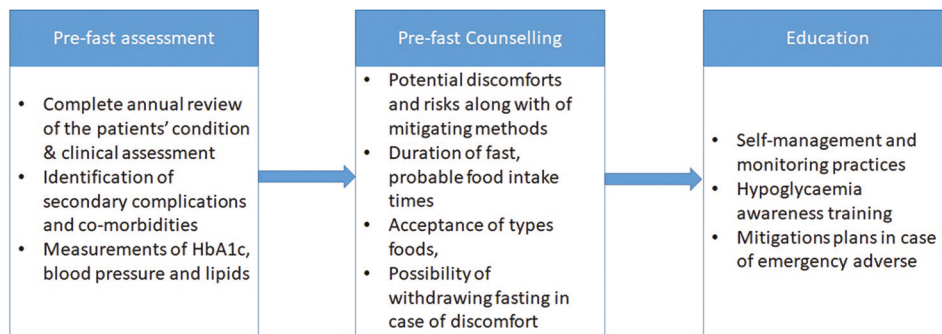 Pre-fast assessment
• Complete annual review
of the patients' condition
& clinical assessment
• Identification of
secondary complications
and co-morbidities
• Measurements of HbA1c,
blood pressure and lipids
Pre-fast Counselling
• Potential discomforts
and risks along with of
mitigating methods
• Duration of fast,
probable food intake
times
• Acceptance of types
foods,
• Possibility of
withdrawing fasting in
case of discomfort
Education
• Self-management and
monitoring practices
• Hypoglycaemia
awareness training
• Mitigations plans in case
of emergency adverse